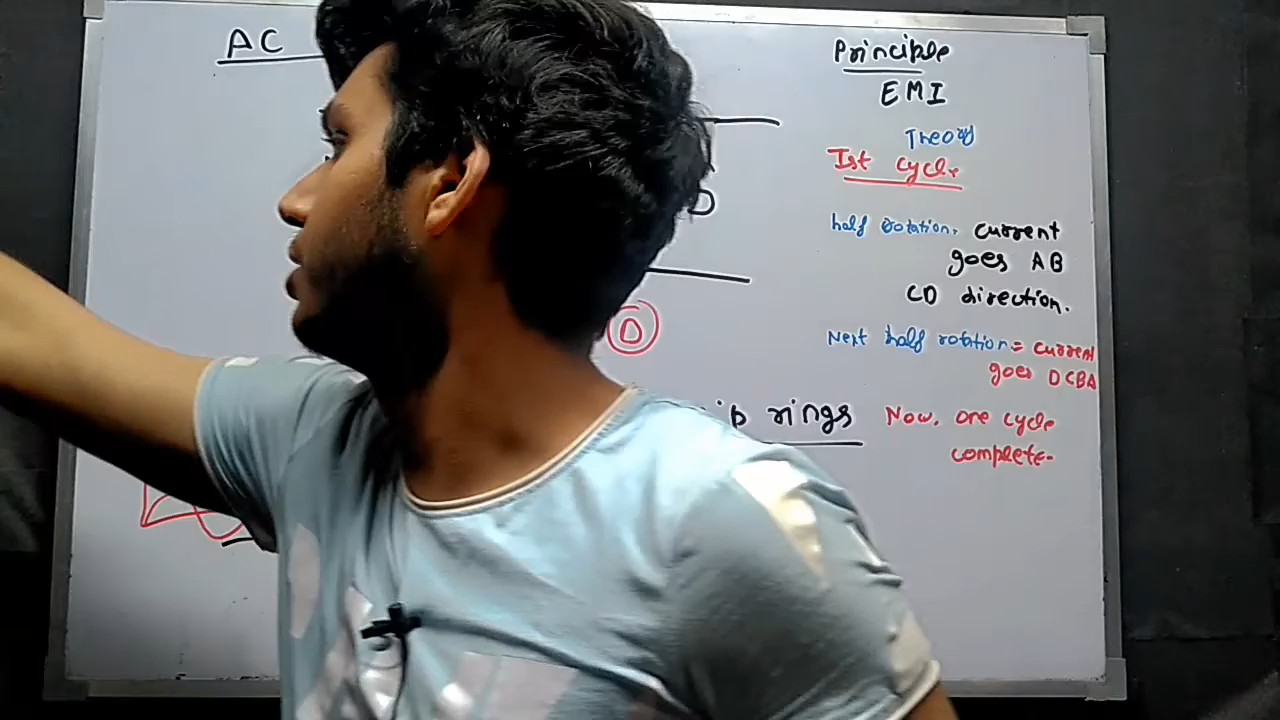 AC
D
D
rings
Principle
EMI
Theory
Ist cycle
half rotation, current
goes AB
CD direction.
Next half rotation = current
goes DCBA
Now, one cycle
complete-